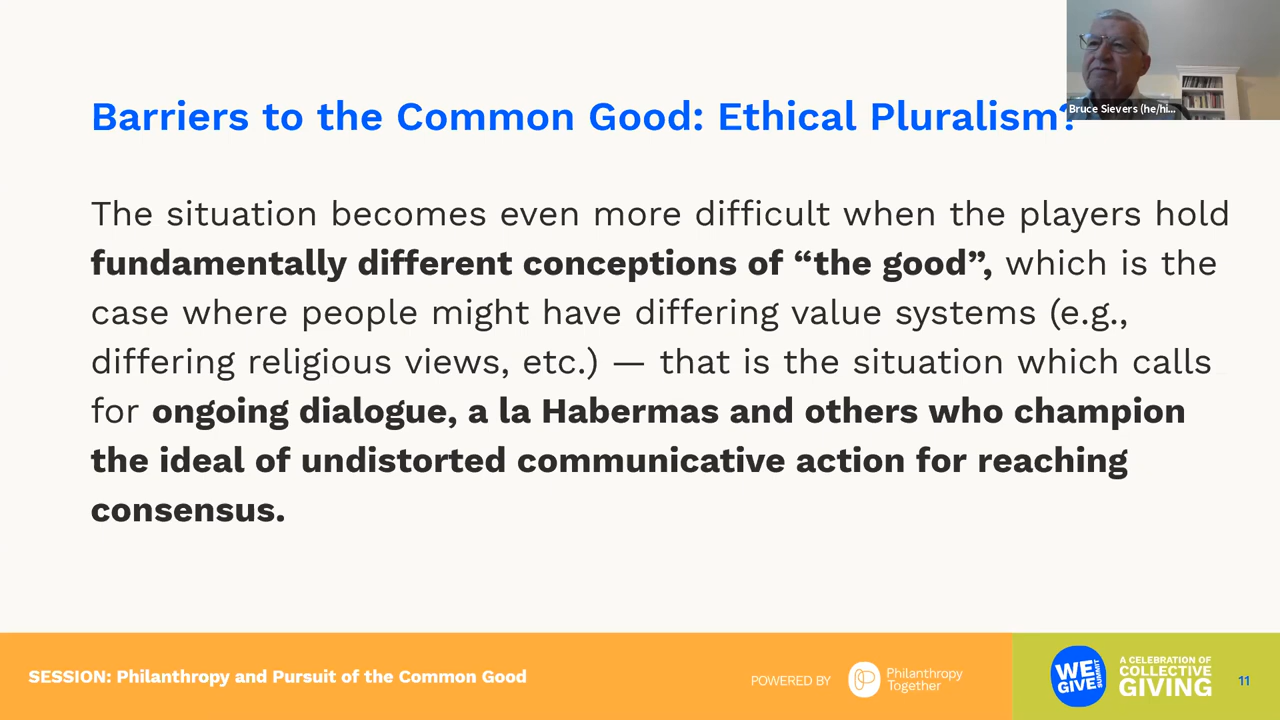 Bruce Sievers (he/hi...
Barriers to the Common Good: Ethical Pluralism?
The situation becomes even more difficult when the players hold
fundamentally different conceptions of “the good”, which is the
case where people might have differing value systems (e.g.,
differing religious views, etc.) — that is the situation which calls
for ongoing dialogue, a la Habermas and others who champion
the ideal of undistorted communicative action for reaching
consensus.
SESSION: Philanthropy and Pursuit of the Common Good
POWERED BY
Philanthropy
Together
WE
GIVE
SUMMIT
A CELEBRATION OF
COLLECTIVE
GIVING
11